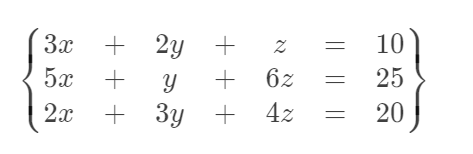 3x + 2y + z = 10
5x + y + 6z = 25
2x + 3y + 4z = 20